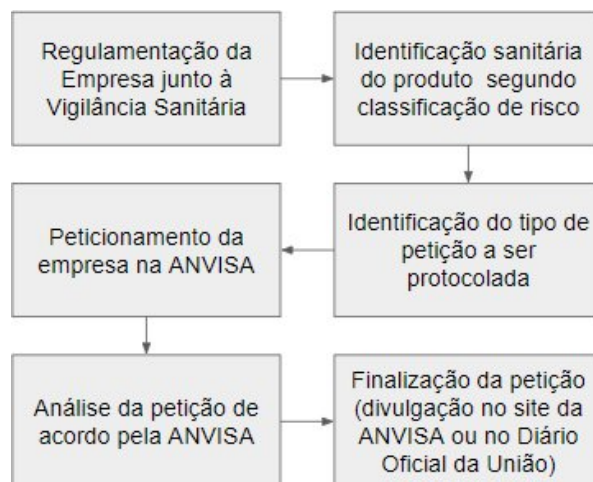 Regulamentação da
Empresa junto à
Vigilância Sanitária
Identificação sanitária
do produto segundo
classificação de risco
Identificação do tipo de
petição a ser
protocolada
Peticionamento da
empresa na ANVISA
Análise da petição de
acordo pela ANVISA
Finalização da petição
(divulgação no site da
ANVISA ou no Diário
Oficial da União)